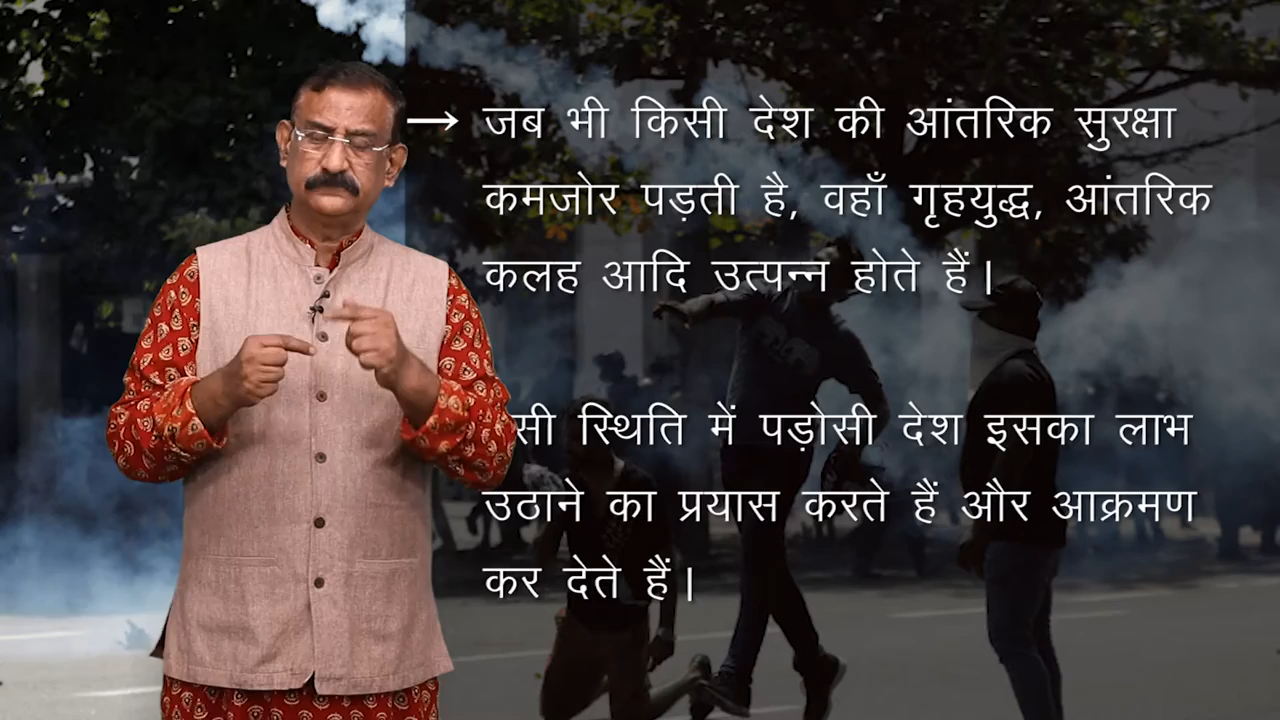 → जब भी किसी देश की आंतरिक सुरक्षा
कमजोर पड़ती है, वहाँ गृहयुद्ध, आंतरिक
कलह आदि उत्पन्न होते हैं।
स्थिति में पड़ोसी देश इसका लाभ
उठाने का प्रयास करते हैं और आक्रमण
कर देते हैं।